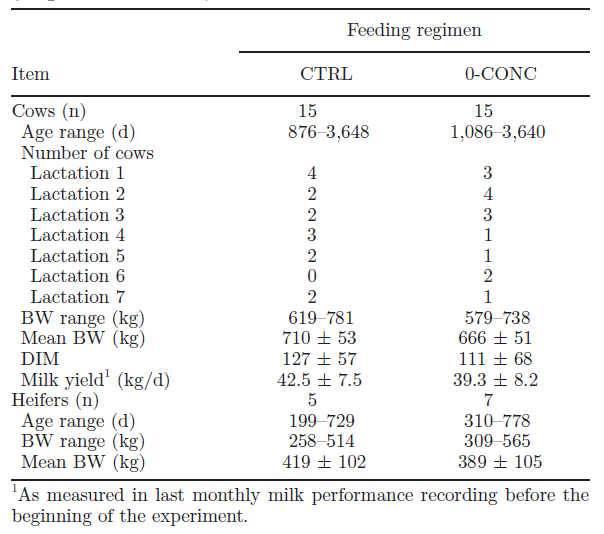 Feeding regimen
Item CTRL 0-CONC
Cows (n) 15 15
Age range (d) 876–3,648 1,086–3,640
Number of cows
Lactation 1 4 3
Lactation 2 2 4
Lactation 3 2 3
Lactation 4 3 1
Lactation 5 2 1
Lactation 6 0 2
Lactation 7 2 1
BW range (kg) 619–781 579–738
Mean BW (kg) 710 ± 53 666 ± 51
DIM 127 ± 57 111 ± 68
Milk yield¹ (kg/d) 42.5 ± 7.5 39.3 ± 8.2
Heifers (n) 5 7
Age range (d) 199–729 310–778
BW range (kg) 258–514 309–565
Mean BW (kg) 419 ± 102 389 ± 105
¹As measured in last monthly milk performance recording before the
beginning of the experiment.